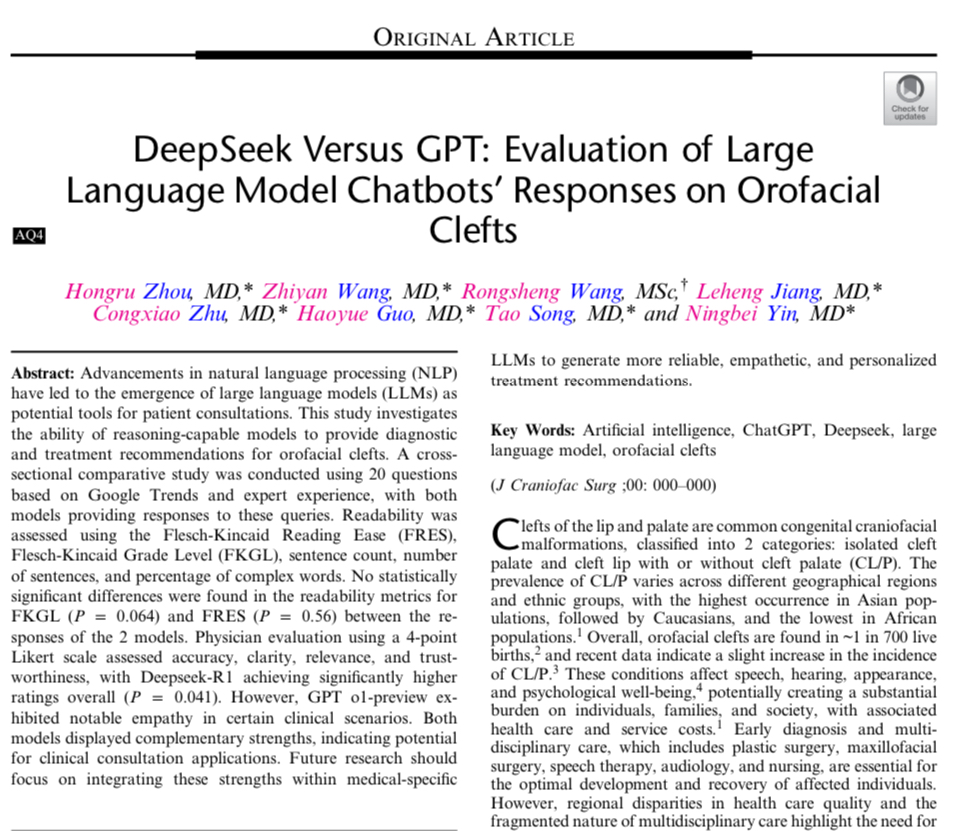 ORIGINAL ARTICLE
Check for
updates
DeepSeek Versus GPT: Evaluation of Large
Language Model Chatbots’ Responses on Orofacial
Clefts
AQ4
Hongru Zhou, MD,* Zhiyan Wang, MD,* Rongsheng Wang, MSc,† Leheng Jiang, MD,*
Congxiao Zhu, MD,* Haoyue Guo, MD,* Tao Song, MD,* and Ningbei Yin, MD*
Abstract: Advancements in natural language processing (NLP)
have led to the emergence of large language models (LLMs) as
potential tools for patient consultations. This study investigates
the ability of reasoning-capable models to provide diagnostic
and treatment recommendations for orofacial clefts. A cross-
sectional comparative study was conducted using 20 questions
based on Google Trends and expert experience, with both
models providing responses to these queries. Readability was
assessed using the Flesch-Kincaid Reading Ease (FRES),
Flesch-Kincaid Grade Level (FKGL), sentence count, number
of sentences, and percentage of complex words. No statistically
significant differences were found in the readability metrics for
FKGL (P = 0.064) and FRES (P = 0.56) between the re-
sponses of the 2 models. Physician evaluation using a 4-point
Likert scale assessed accuracy, clarity, relevance, and trust-
worthiness, with Deepseek-R1 achieving significantly higher
ratings overall (P = 0.041). However, GPT o1-preview ex-
hibited notable empathy in certain clinical scenarios. Both
models displayed complementary strengths, indicating potential
for clinical consultation applications. Future research should
focus on integrating these strengths within medical-specific
LLMs to generate more reliable, empathetic, and personalized
treatment recommendations.
Key Words: Artificial intelligence, ChatGPT, Deepseek, large
language model, orofacial clefts
(J Craniofac Surg ;00: 000–000)
Clefts of the lip and palate are common congenital craniofacial
malformations, classified into 2 categories: isolated cleft
palate and cleft lip with or without cleft palate (CL/P). The
prevalence of CL/P varies across different geographical regions
and ethnic groups, with the highest occurrence in Asian pop-
ulations, followed by Caucasians, and the lowest in African
populations.1 Overall, orofacial clefts are found in ~1 in 700 live
births,2 and recent data indicate a slight increase in the incidence
of CL/P.3 These conditions affect speech, hearing, appearance,
and psychological well-being,4 potentially creating a substantial
burden on individuals, families, and society, with associated
health care and service costs.1 Early diagnosis and multi-
disciplinary care, which includes plastic surgery, maxillofacial
surgery, speech therapy, audiology, and nursing, are essential for
the optimal development and recovery of affected individuals.
However, regional disparities in health care quality and the
fragmented nature of multidisciplinary care highlight the need for